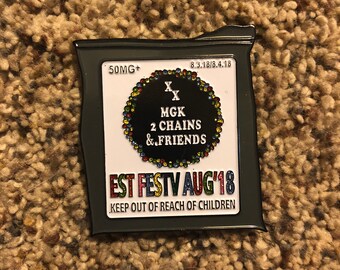 50MG+ 8.3.18/8.4.18
X
X
MGK
2 CHAINS
& FRIENDS
EST FESTV AUG'18
KEEP OUT OF REACH OF CHILDREN